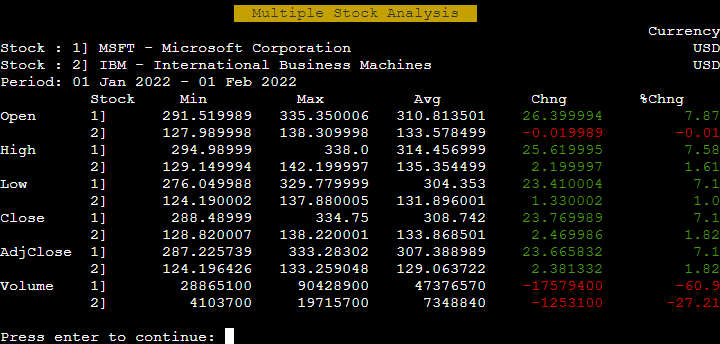 Multiple Stock Analysis
Currency
Stock : 1] MSFT - Microsoft Corporation USD
Stock : 2] IBM - International Business Machines USD
Period: 01 Jan 2022 - 01 Feb 2022
Stock Min Max Avg Chng %Chng
Open 1] 291.519989 335.350006 310.813501 26.399994 7.87
2] 127.989998 138.309998 133.578499 -0.019989 -0.01
High 1] 294.98999 338.0 314.456999 25.619995 7.58
2] 129.149994 142.199997 135.354499 2.199997 1.61
Low 1] 276.049988 329.779999 304.353 23.410004 7.1
2] 124.190002 137.880005 131.896001 1.330002 1.0
Close 1] 288.48999 334.75 308.742 23.769989 7.1
2] 128.820007 138.220001 133.868501 2.469986 1.82
AdjClose 1] 287.225739 333.28302 307.388989 23.665832 7.1
2] 124.196426 133.259048 129.063722 2.381332 1.82
Volume 1] 28865100 90428900 47376570 -17579400 -60.9
2] 4103700 19715700 7348840 -1253100 -27.21
Press enter to continue: